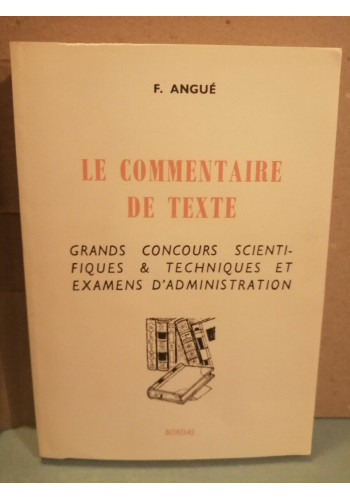 F. ANGUÉ
LE COMMENTAIRE
DE TEXTE
GRANDS CONCOURS SCIENTI-
FIQUES & TECHNIQUES ET
EXAMENS D'ADMINISTRATION
BORDAS